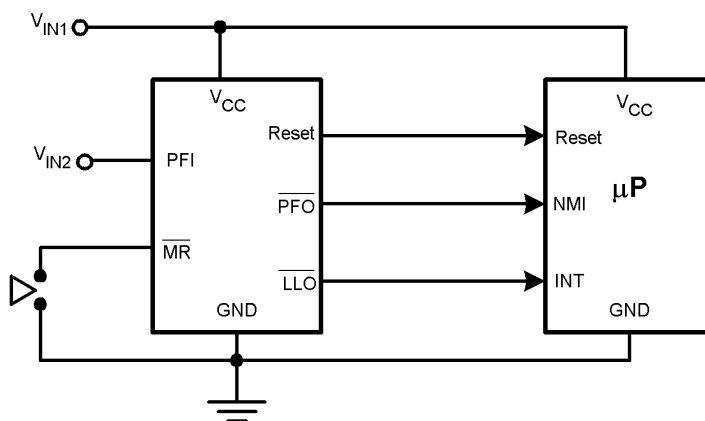 VIN1
VCC
VCC
Reset
Reset
VIN2
PFI
μP
PFO
NMI
MR
LLO
INT
GND
GND